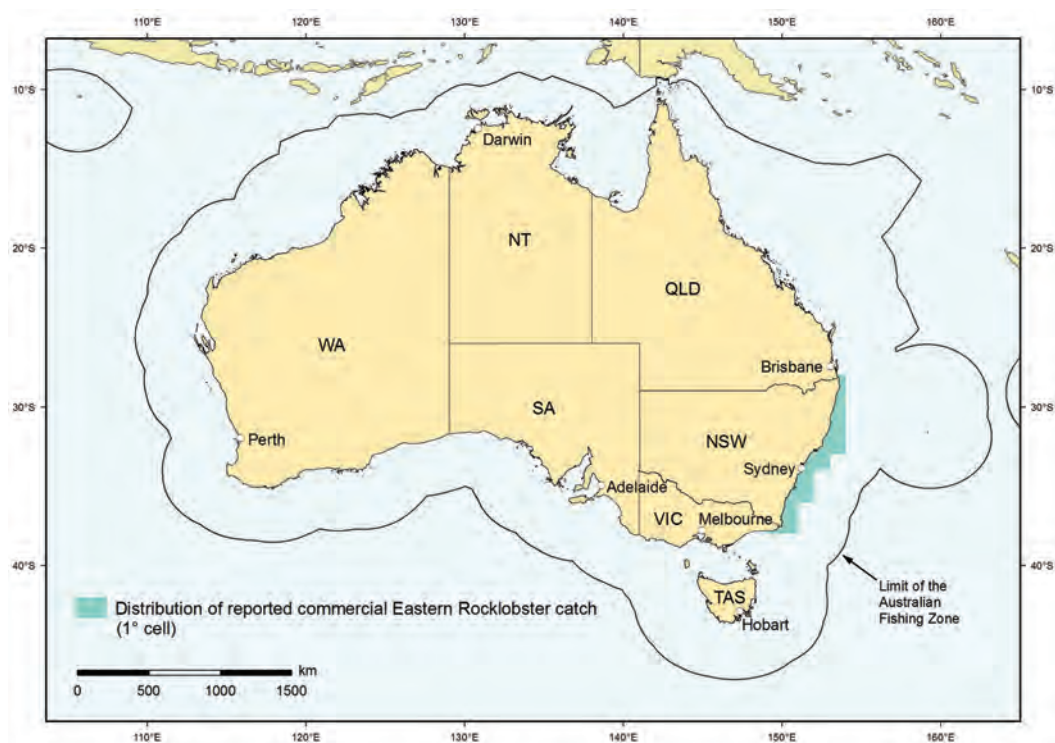 110°E 120°E 130°E 140°E 150°E 160°E
10°S 10°S
Darwin
NT
20°S 20°S
QLD
WA
Brisbane
SA
30°S 30°S
NSW
Perth
Sydney
Adelaide
VIC Melbourne
40°S 40°S
TAS
Hobart
Limit of the
Australian
Fishing Zone
Distribution of reported commercial Eastern Rocklobster catch
(1° cell)
km
0 500 1000 1500
110°E 120°E 130°E 140°E 150°E 160°E